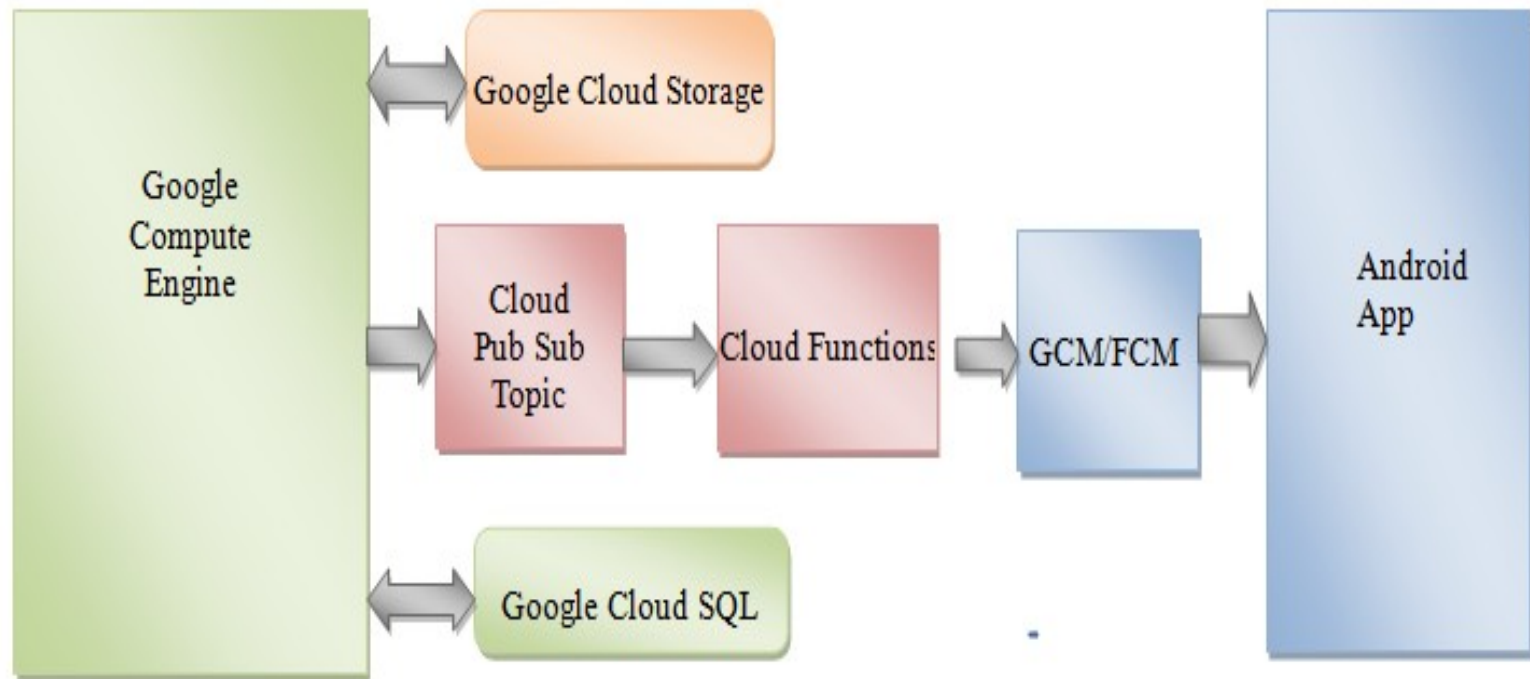 Google Cloud Storage
Google
Compute
Engine
Cloud
Pub Sub
Topic
Cloud Functions
GCM/FCM
Android
App
Google Cloud SQL